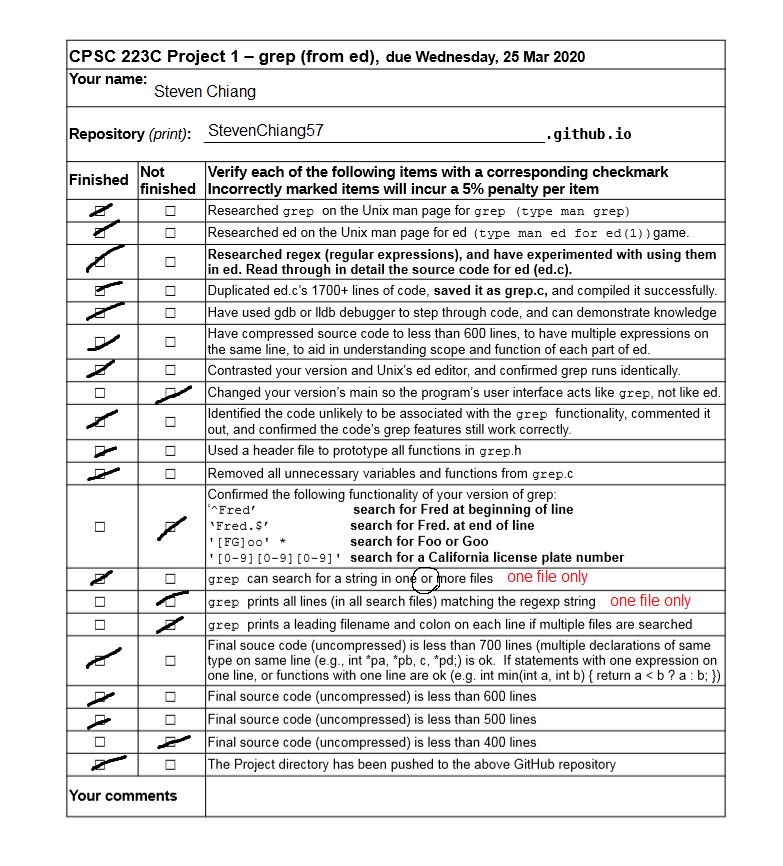 CPSC 223C Project 1 – grep (from ed), due Wednesday, 25 Mar 2020
Your name:
Steven Chiang
Repository (print): StevenChiang57 .github.io
Finished
Not finished
Verify each of the following items with a corresponding checkmark
Incorrectly marked items will incur a 5% penalty per item
Researched grep on the Unix man page for grep (type man grep)
Researched ed on the Unix man page for ed (type man ed for ed(1))game.
Researched regex (regular expressions), and have experimented with using them
in ed. Read through in detail the source code for ed (ed.c).
Duplicated ed.c's 1700+ lines of code, saved it as grep.c, and compiled it successfully.
Have used gdb or lldb debugger to step through code, and can demonstrate knowledge
Have compressed source code to less than 600 lines, to have multiple expressions on
the same line, to aid in understanding scope and function of each part of ed.
Contrasted your version and Unix's ed editor, and confirmed grep runs identically.
Changed your version's main so the program's user interface acts like grep, not like ed.
Identified the code unlikely to be associated with the grep functionality, commented it
out, and confirmed the code's grep features still work correctly.
Used a header file to prototype all functions in grep.h
Removed all unnecessary variables and functions from grep.c
Confirmed the following functionality of your version of grep:
'^Fred' search for Fred at beginning of line
'Fred.$' search for Fred. at end of line
'[FG]oo' * search for Foo or Goo
'[0-9][0-9][0-9]' search for a California license plate number
grep can search for a string in one or more files one file only
grep prints all lines (in all search files) matching the regexp string one file only
grep prints a leading filename and colon on each line if multiple files are searched
Final souce code (uncompressed) is less than 700 lines (multiple declarations of same
type on same line (e.g., int *pa, *pb, c, *pd;) is ok. If statements with one expression on
one line, or functions with one line are ok (e.g. int min(int a, int b) { return a < b ? a : b; })
Final source code (uncompressed) is less than 600 lines
Final source code (uncompressed) is less than 500 lines
Final source code (uncompressed) is less than 400 lines
The Project directory has been pushed to the above GitHub repository
Your comments